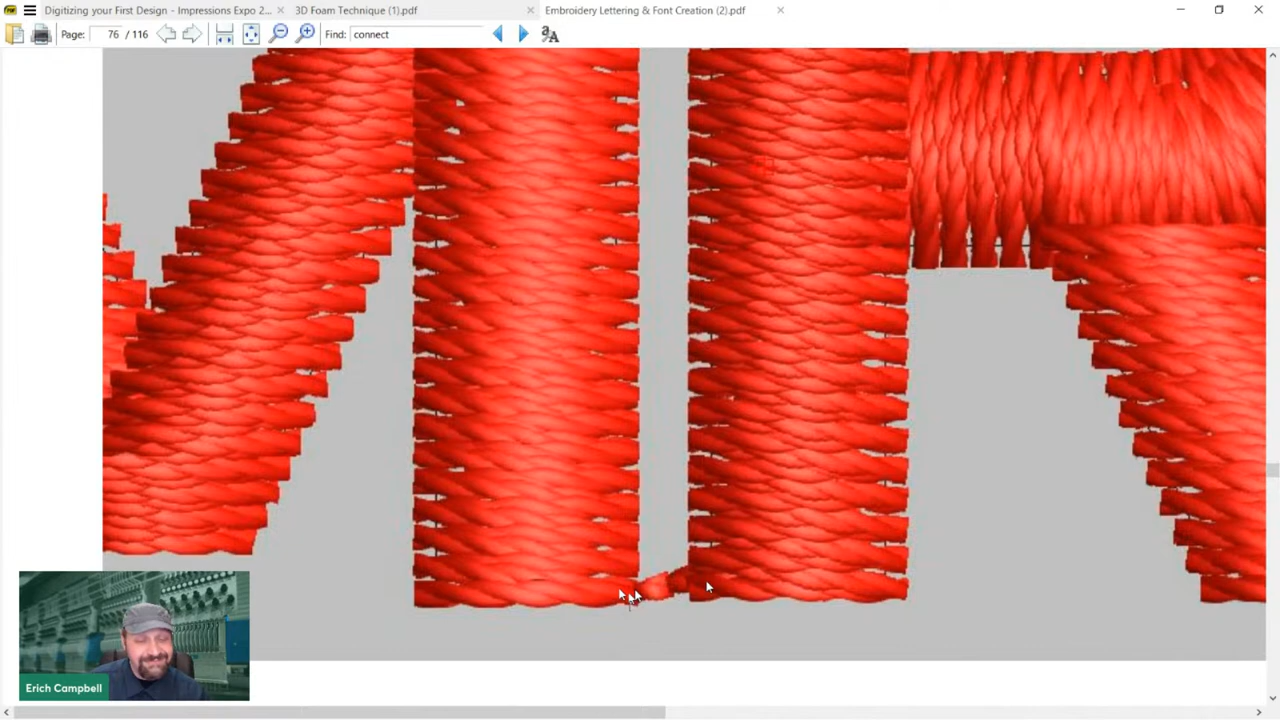 Digitizing your First Design - Impressions Expo 2...
3D Foam Technique (1).pdf
Embroidery Lettering & Font Creation (2).pdf
Page: 76 / 116
Find: connect
Erich Campbell